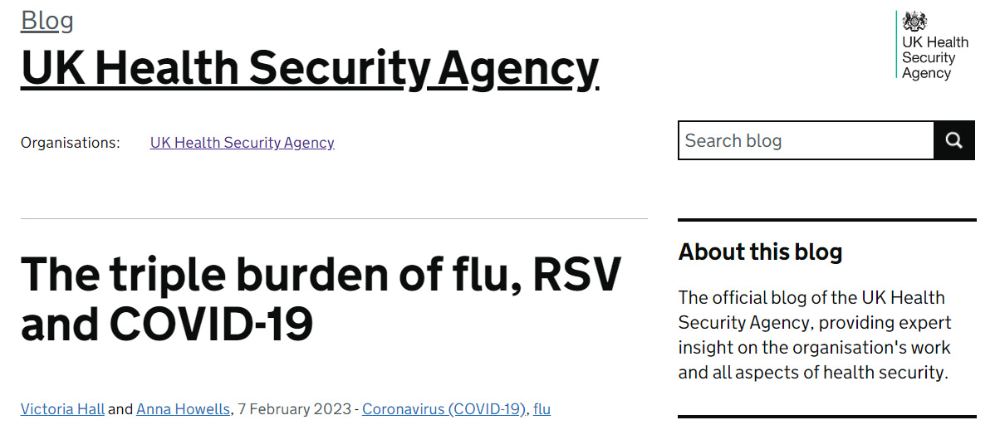 Blog
UK Health Security Agency
UK Health
Security
Agency
Organisations: UK Health Security Agency
Search blog
The triple burden of flu, RSV
and COVID-19
Victoria Hall and Anna Howells, 7 February 2023 - Coronavirus (COVID-19), flu
About this blog
The official blog of the UK Health
Security Agency, providing expert
insight on the organisation's work
and all aspects of health security.